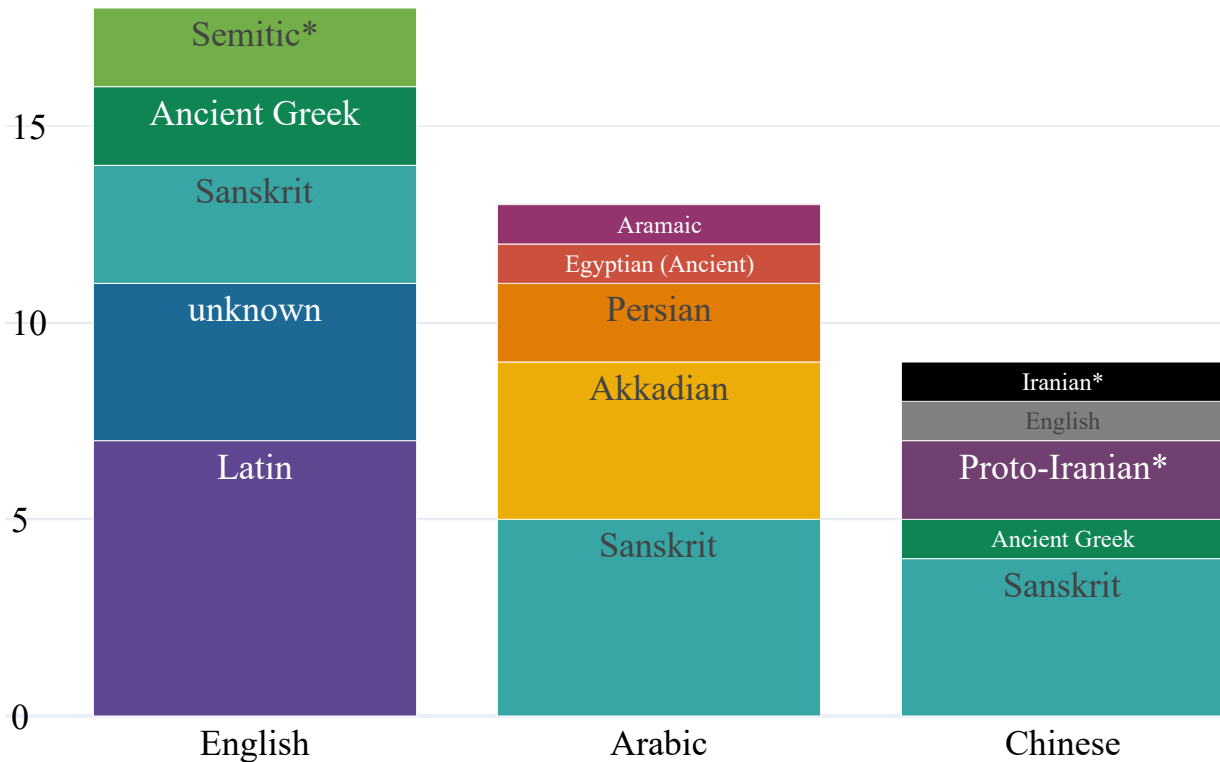 Semitic*
Ancient Greek
15
Sanskrit
Aramaic
Egyptian (Ancient)
unknown
Persian
10
Akkadian
Iranian*
English
Latin
Proto-Iranian*
5
Sanskrit
Ancient Greek
Sanskrit
0
English Arabic Chinese